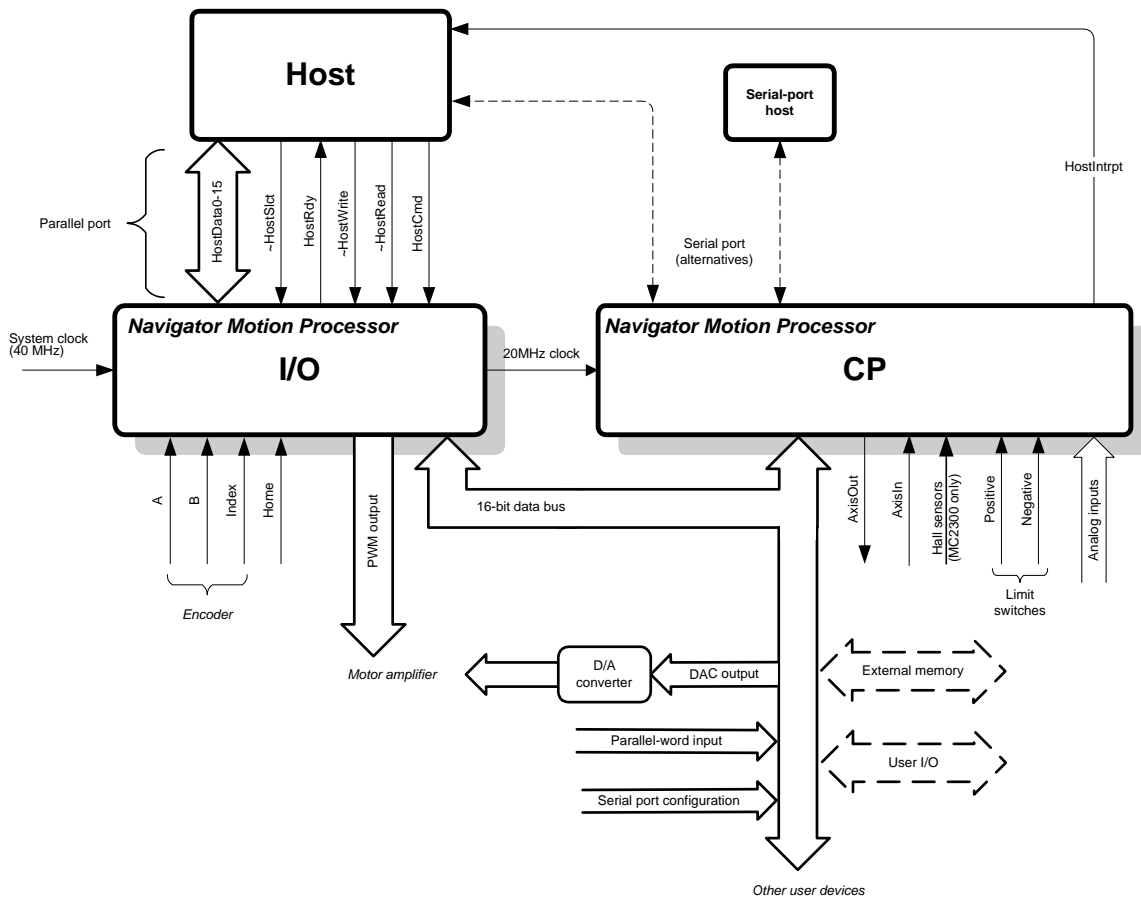 Host
Serial-port
host
HostIntrpt
Parallel port
HostData0-15
~HostSlct
HostRdy
~HostWrite
~HostRead
HostCmd
Serial port
(alternatives)
Navigator Motion Processor
I/O
Navigator Motion Processor
CP
System clock
(40 MHz)
20MHz clock
A
B
Index
Home
PWM output
16-bit data bus
AxisOut
AxisIn
Hall sensors
(MC2300 only)
Positive
Negative
Analog inputs
Encoder
Limit
switches
Motor amplifier
D/A
converter
DAC output
External memory
Parallel-word input
User I/O
Serial port configuration
Other user devices